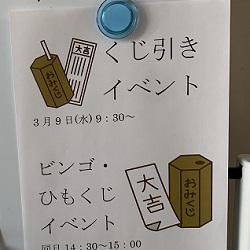 大吉
おみくじ
くじ引き
イベント
3月9日(水) 9:30~
ビンゴ・
ひもくじ
イベント
大吉
おみくじ
同日 14:30~15:00